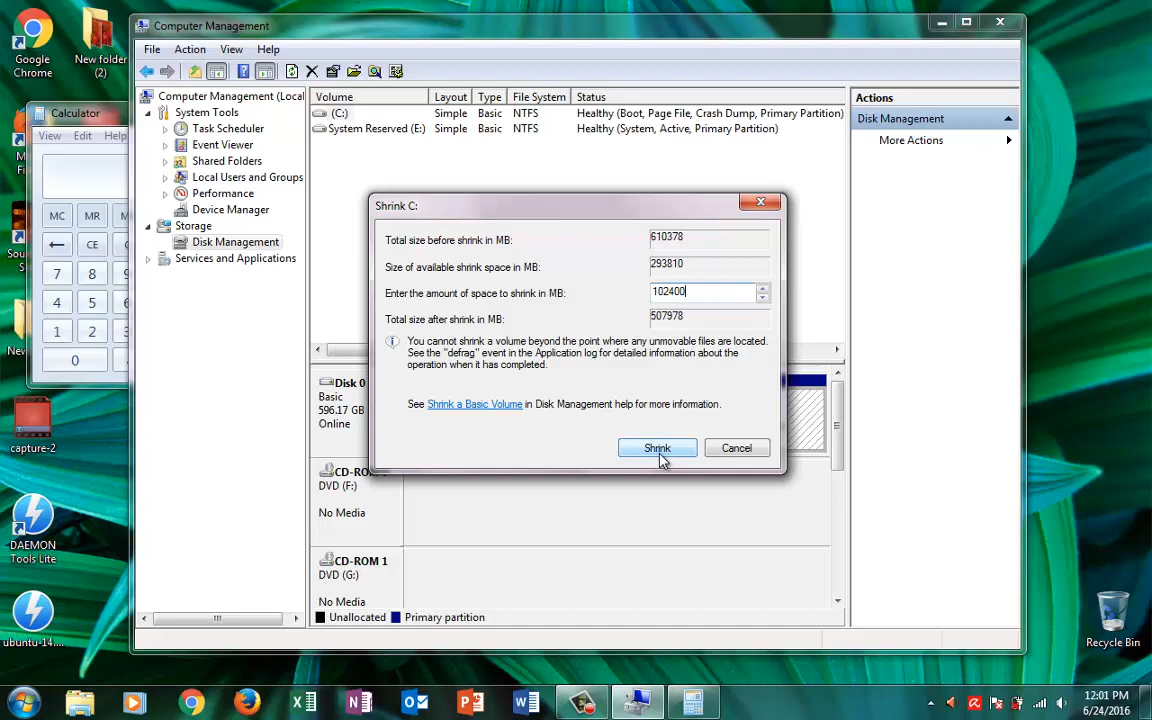 Computer Management
File Action View Help
Google
Chrome
New folder
(2)
Calculator
View Edit Help
MC MR
CE
7 8
4 5
1 2
0
capture-2
DAEMON
Tools Lite
ubuntu-14....
Computer Management (Local
System Tools
Task Scheduler
Event Viewer
Shared Folders
Local Users and Groups
Performance
Device Manager
Storage
Disk Management
Services and Applications
Volume Layout Type File System Status
(C:) Simple Basic NTFS Healthy (Boot, Page File, Crash Dump, Primary Partition)
System Reserved (E:) Simple Basic NTFS Healthy (System, Active, Primary Partition)
Actions
Disk Management
More Actions
Shrink C:
Total size before shrink in MB: 610378
Size of available shrink space in MB: 293810
Enter the amount of space to shrink in MB: 102400
Total size after shrink in MB: 507978
You cannot shrink a volume beyond the point where any unmovable files are located.
See the "defrag" event in the Application log for detailed information about the
operation when it has completed.
See Shrink a Basic Volume in Disk Management help for more information.
Shrink Cancel
Disk 0
Basic
596.17 GB
Online
DVD (F:)
No Media
CD-ROM 1
DVD (G:)
No Media
Unallocated Primary partition
Recycle Bin
12:01 PM
6/24/2016